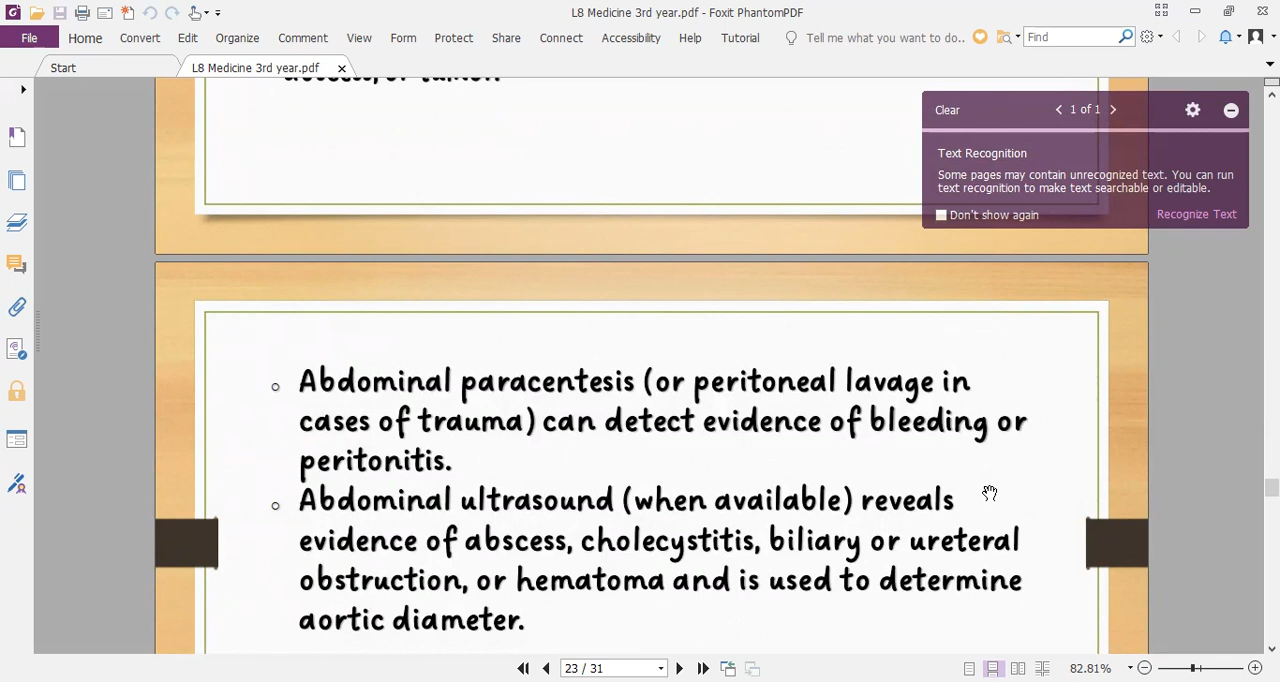 L8 Medicine 3rd year.pdf - Foxit PhantomPDF
File Home Convert Edit Organize Comment View Form Protect Share Connect Accessibility Help Tutorial Tell me what you want to do.. Find
Start L8 Medicine 3rd year.pdf
Clear 1 of 1
Text Recognition
Some pages may contain unrecognized text. You can run
text recognition to make text searchable or editable.
Don't show again Recognize Text
Abdominal paracentesis (or peritoneal lavage in
cases of trauma) can detect evidence of bleeding or
peritonitis.
Abdominal ultrasound (when available) reveals
evidence of abscess, cholecystitis, biliary or ureteral
obstruction, or hematoma and is used to determine
aortic diameter.
23 / 31 82.81%